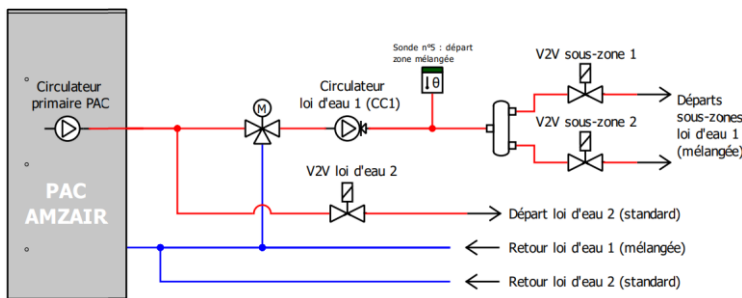 Sonde n°5 : départ
zone mélangée
θ
V2V sous-zone 1
Circulateur
primaire PAC
M
Circulateur
loi d'eau 1 (CC1)
Départs
sous-zones
loi d'eau 1
(mélangée)
V2V sous-zone 2
V2V loi d'eau 2
PAC
AMZAIR
Départ loi d'eau 2 (standard)
Retour loi d'eau 1 (mélangée)
Retour loi d'eau 2 (standard)